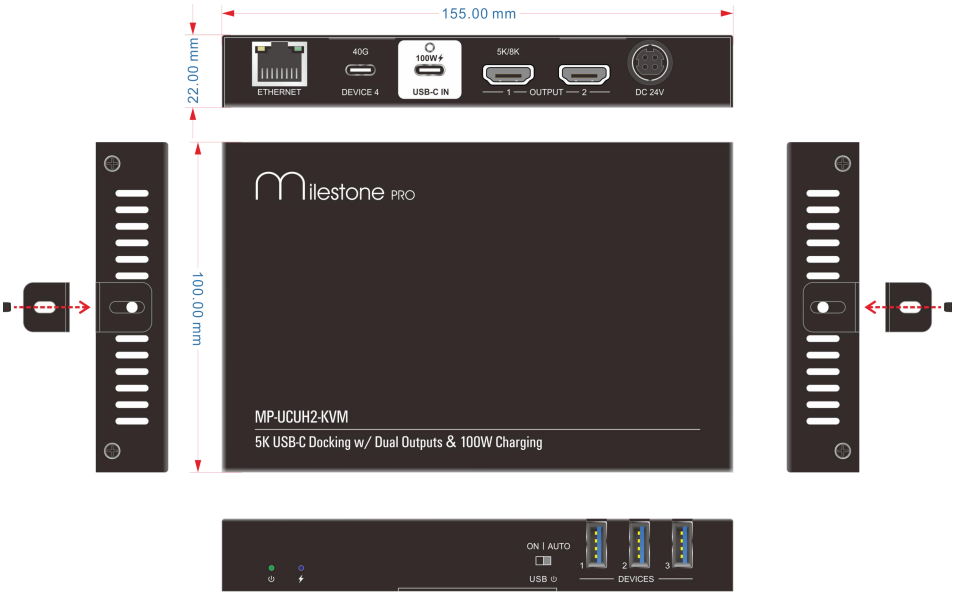 155.00 mm
22.00 mm
40G
100W
5K/8K
ETHERNET
DEVICE 4
USB-C IN
1 OUTPUT 2
DC 24V
100.00 mm
Milestone PRO
MP-UCUH2-KVM
5K USB-C Docking w/ Dual Outputs & 100W Charging
ON | AUTO
USB
1 2 3
DEVICES